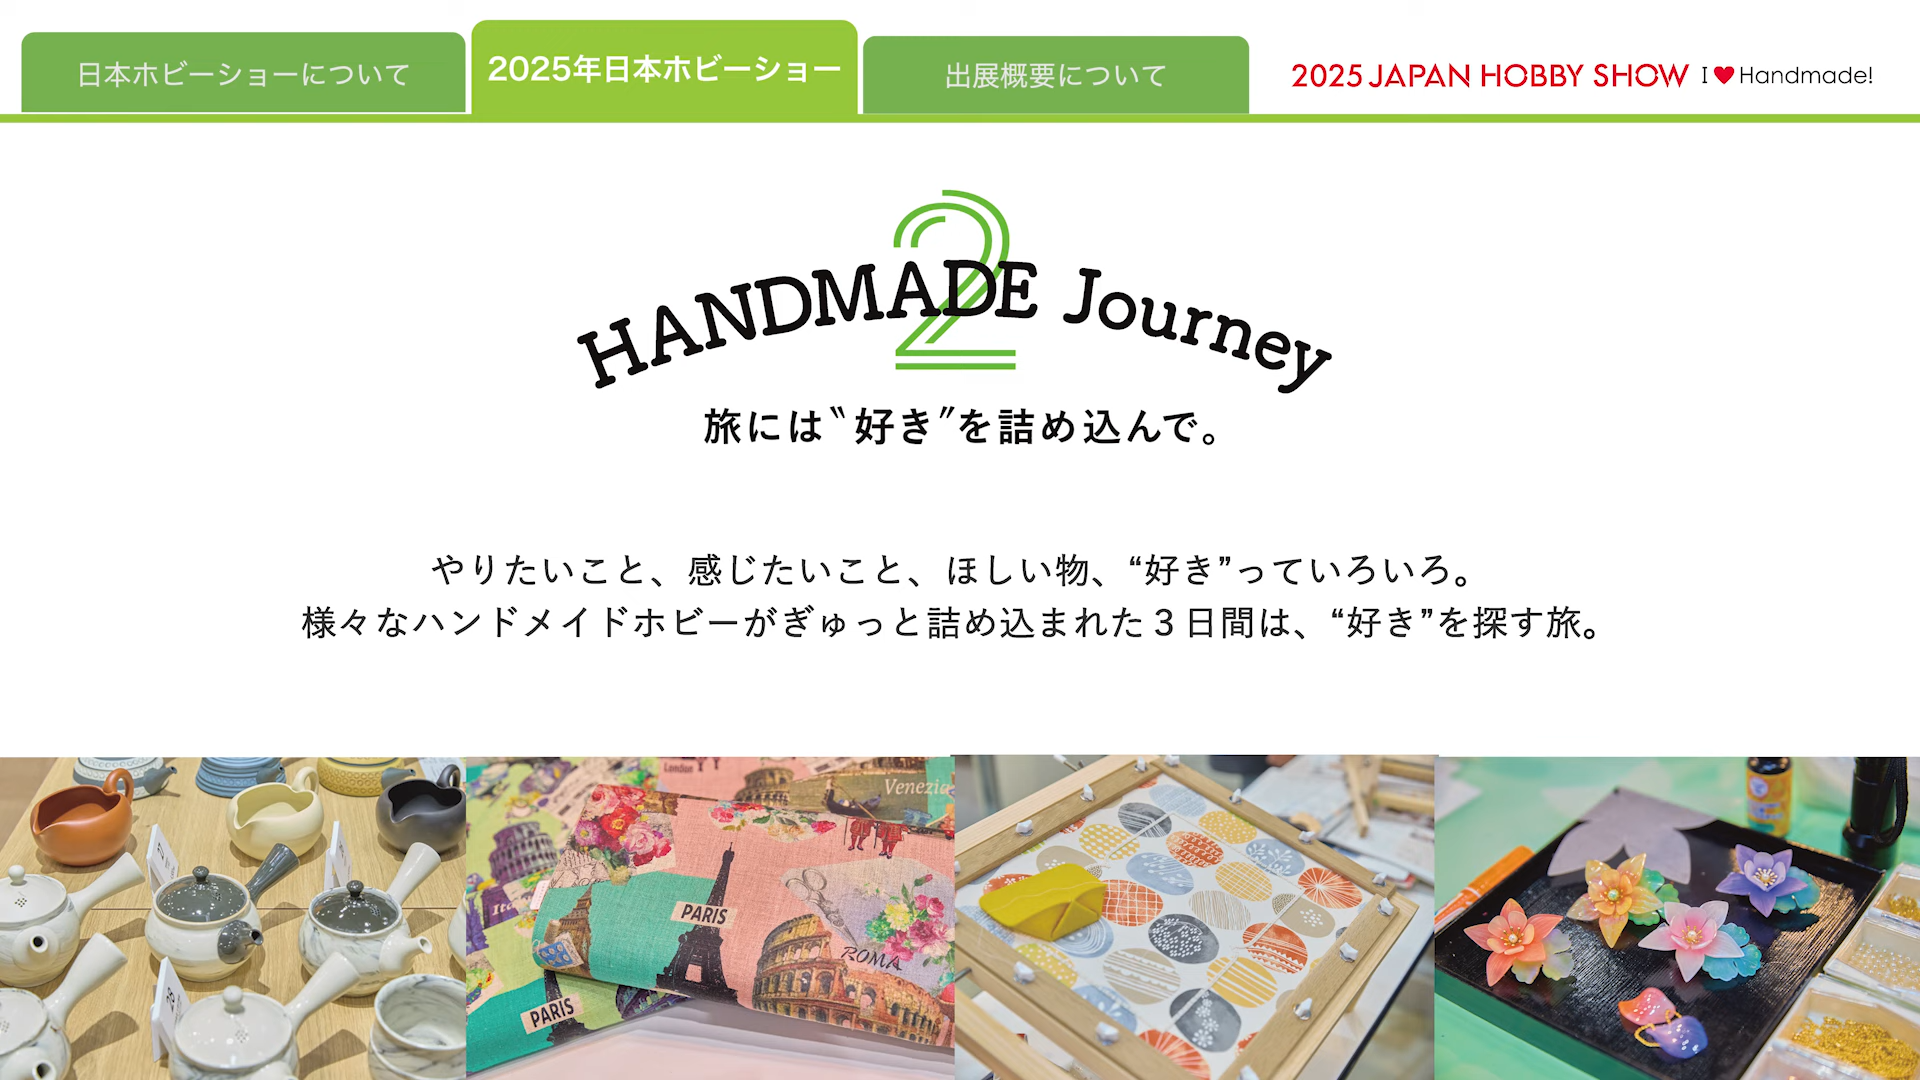 日本ホビーショーについて
2025年日本ホビーショー
出展概要について
2025 JAPAN HOBBY SHOW I ♥ Handmade!
2
HANDMADE Journey
旅には〝好き〞を詰め込んで。
やりたいこと、感じたいこと、ほしい物、“好き”っていろいろ。
様々なハンドメイドホビーがぎゅっと詰め込まれた３日間は、“好き”を探す旅。
London
Venezia
PARIS
ROMA
PARIS